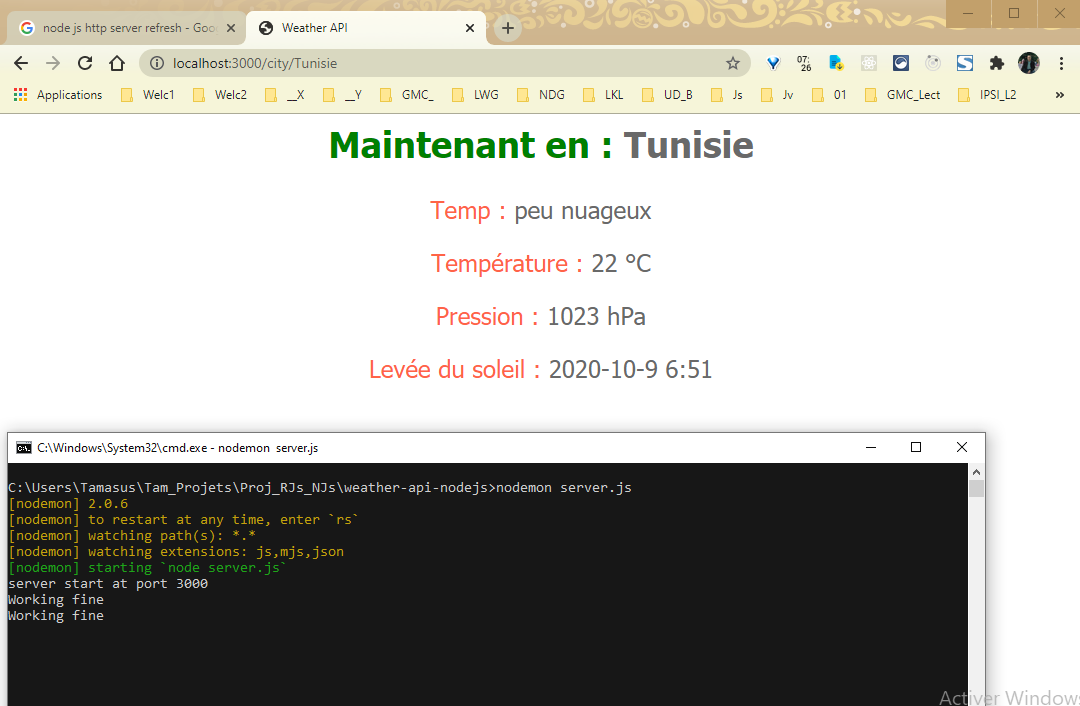 node js http server refresh - Goo
Weather API
localhost:3000/city/Tunisie
07:
26
Applications
Welc1
Welc2
__X
__Y
GMC_
LWG
NDG
LKL
UD_B
Js
Jv
01
GMC_Lect
IPSI_L2
»
Maintenant en : Tunisie
Temp : peu nuageux
Température : 22 °C
Pression : 1023 hPa
Levée du soleil : 2020-10-9 6:51
C:\Windows\System32\cmd.exe - nodemon server.js
C:\Users\Tamasus\Tam_Projets\Proj_RJs_NJs\weather-api-nodejs>nodemon server.js
[nodemon] 2.0.6
[nodemon] to restart at any time, enter `rs`
[nodemon] watching path(s): *.*
[nodemon] watching extensions: js,mjs,json
[nodemon] starting `node server.js`
server start at port 3000
Working fine
Working fine
Activer Windows